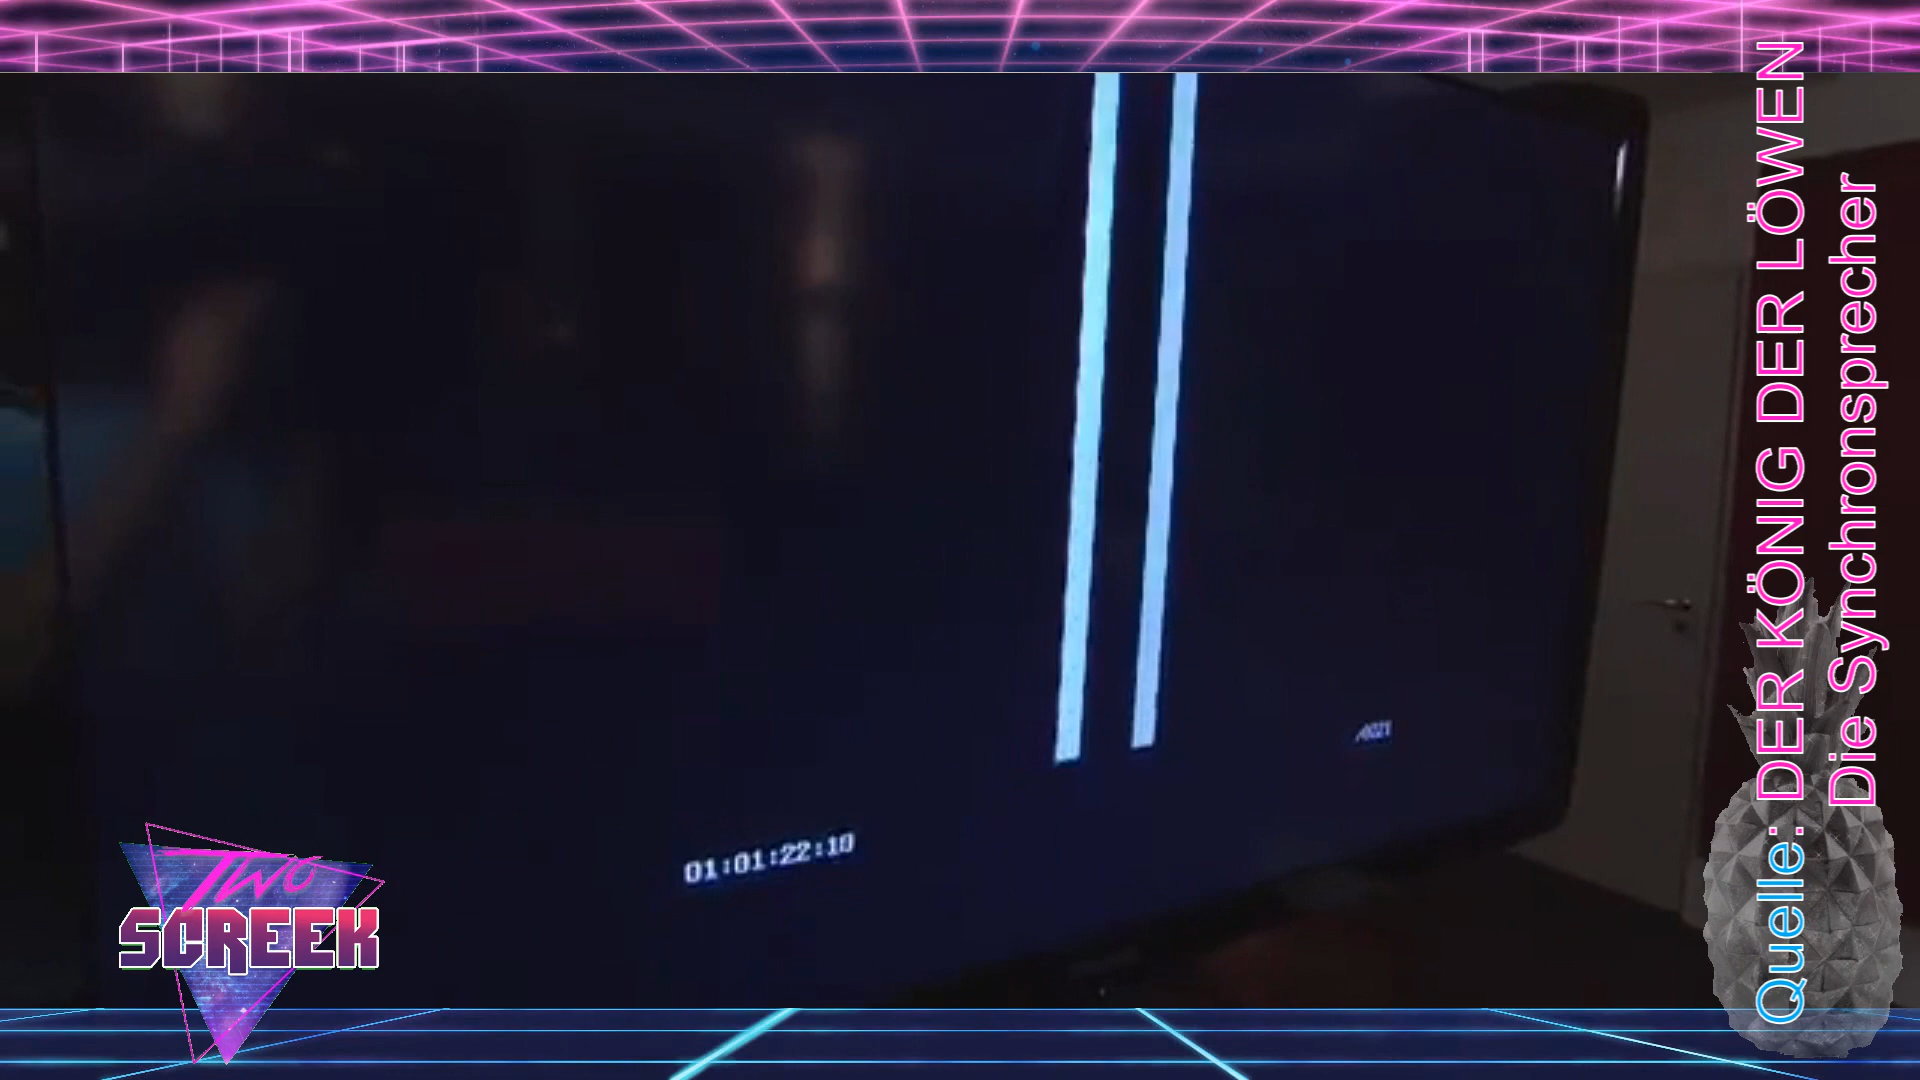 01:01:22:10
TWO
SCREEK
Quelle: DER KÖNIG DER LÖWEN
Die Synchronsprecher